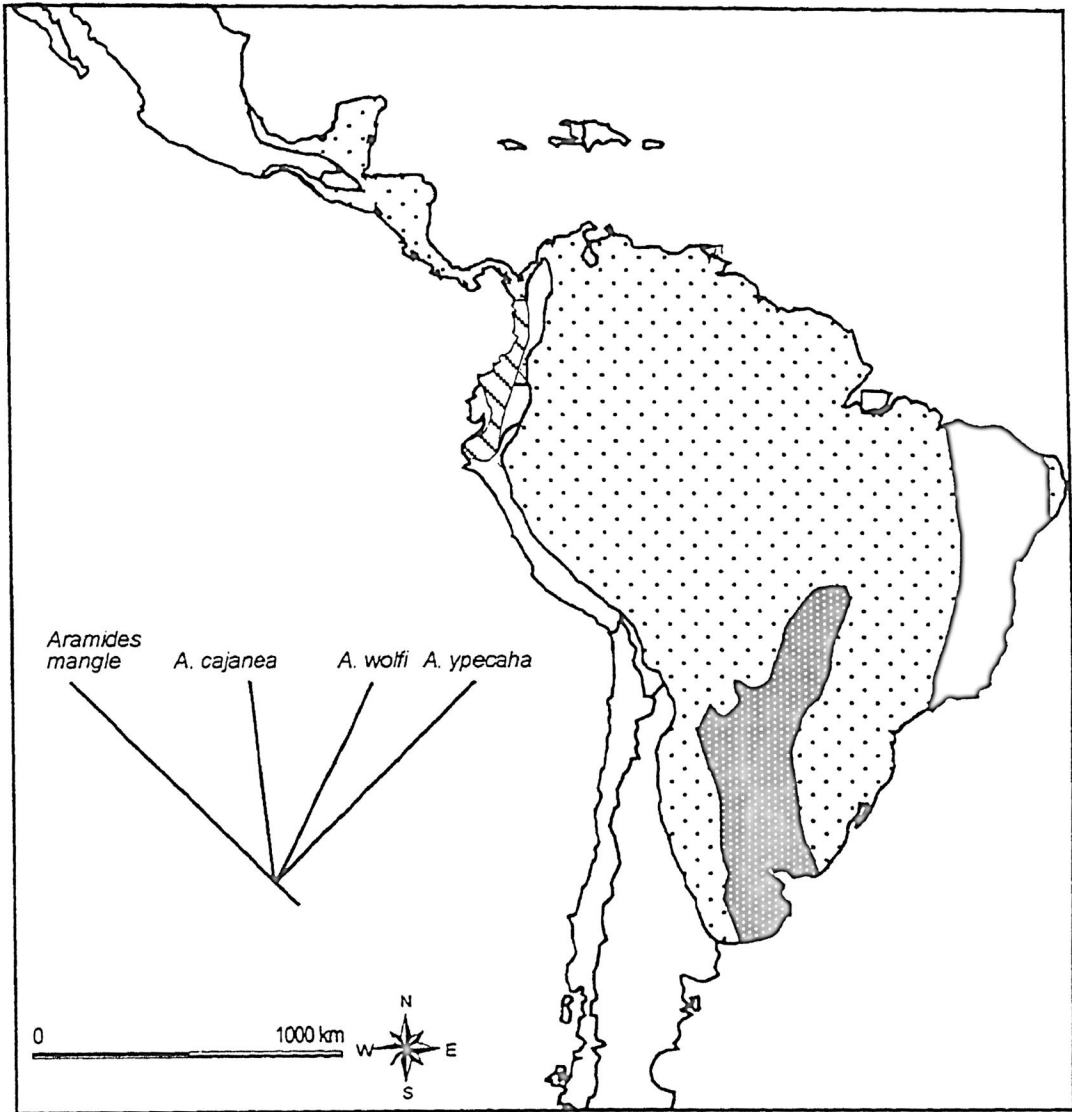 Aramides
mangle
A. cajanea
A. wolfi
A. ypecaha
0
1000 km
N
W
E
S